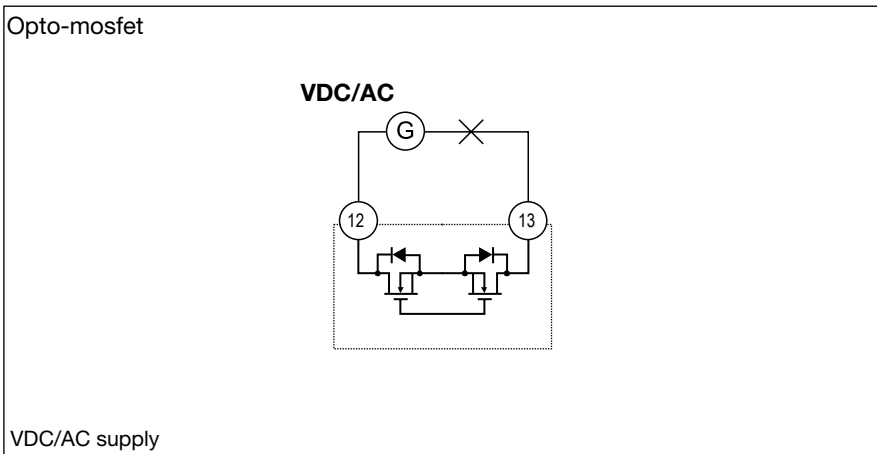 Opto-mosfet
VDC/AC
G
12 13
VDC/AC supply